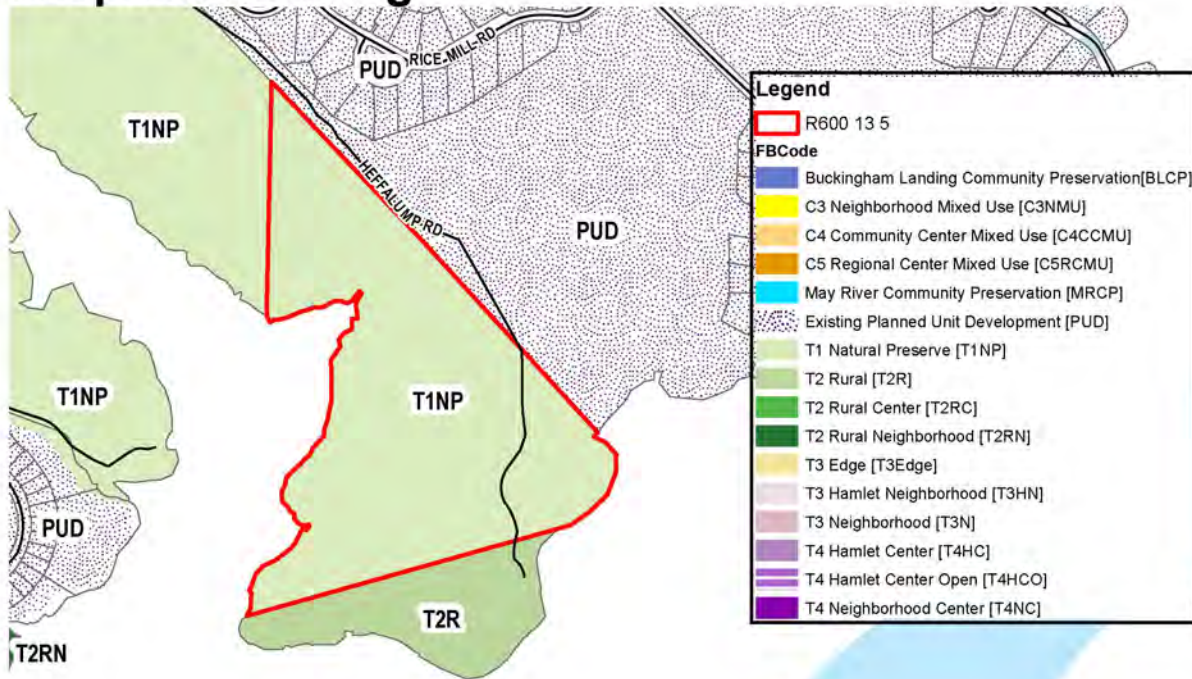 PUD
RICE-MILL-RD
T1NP
HEFFALUMP-RD
PUD
T1NP
T1NP
PUD
T2R
T2RN
Legend
R600 13 5
FBCode
Buckingham Landing Community Preservation[BLCP]
C3 Neighborhood Mixed Use [C3NMU]
C4 Community Center Mixed Use [C4CCMU]
C5 Regional Center Mixed Use [C5RCMU]
May River Community Preservation [MRCP]
Existing Planned Unit Development [PUD]
T1 Natural Preserve [T1NP]
T2 Rural [T2R]
T2 Rural Center [T2RC]
T2 Rural Neighborhood [T2RN]
T3 Edge [T3Edge]
T3 Hamlet Neighborhood [T3HN]
T3 Neighborhood [T3N]
T4 Hamlet Center [T4HC]
T4 Hamlet Center Open [T4HCO]
T4 Neighborhood Center [T4NC]